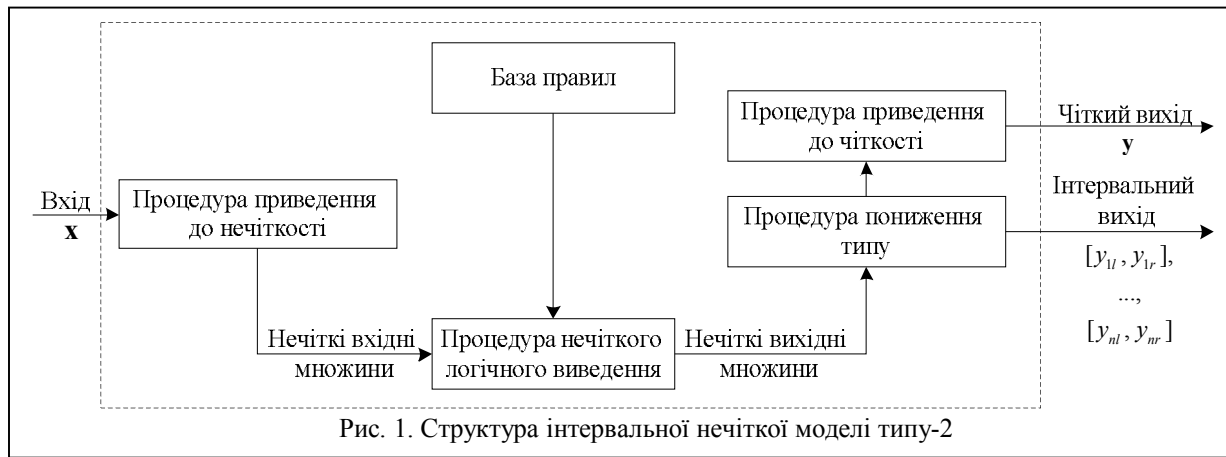 База правил
Процедура приведення
до чіткості
Чіткий вихід
y
Вхід
x
Процедура приведення
до нечіткості
Процедура пониження
типу
Інтервальний
вихід
[y1l, y1r],
...,
[ynl, ynr]
Нечіткі вхідні
множини
Процедура нечіткого
логічного виведення
Нечіткі вихідні
множини
Рис. 1. Структура інтервальної нечіткої моделі типу-2